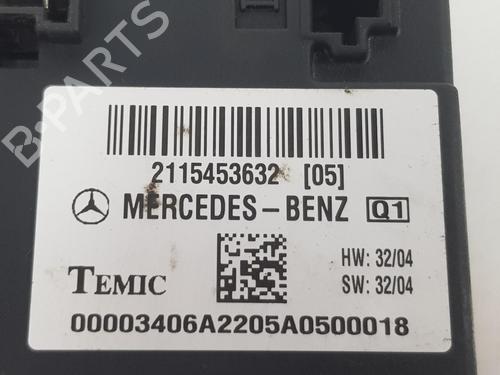 2115453632 [05]
MERCEDES-BENZ Q1
HW: 32/04
TEMIC
SW: 32/04
00003406A2205A0500018
B-PARTS